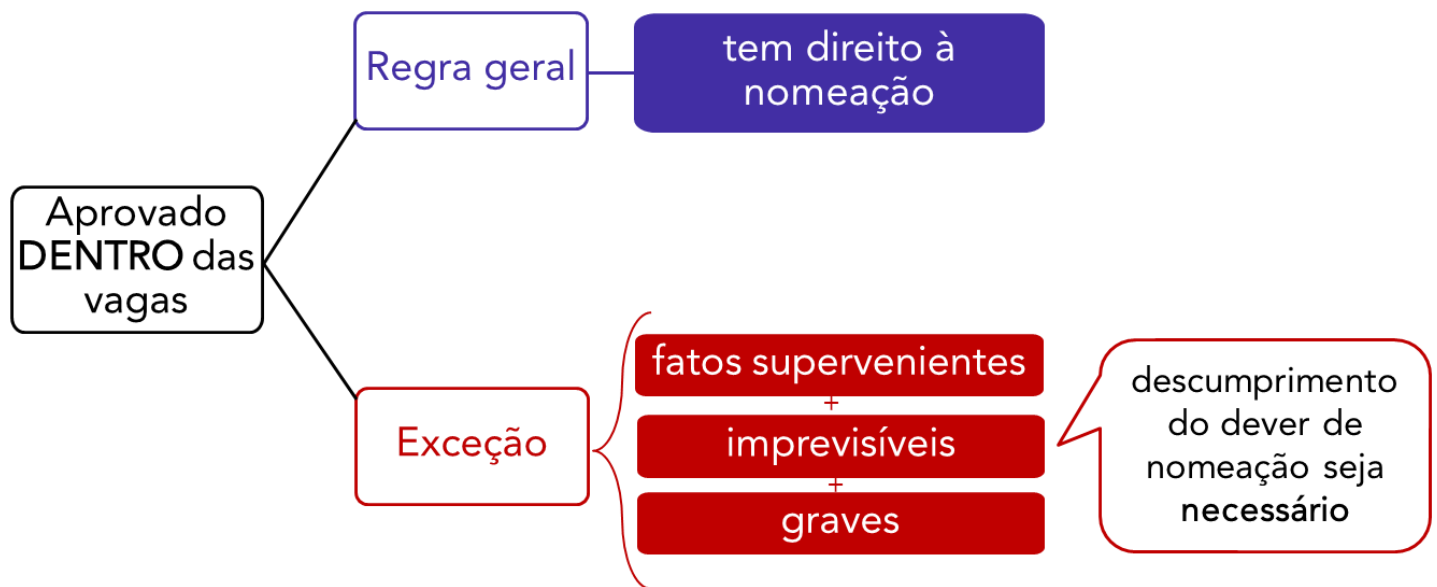 Regra geral
tem direito à
nomeação
Aprovado
DENTRO das
vagas
Exceção
fatos supervenientes
+
imprevisíveis
+
graves
descumprimento
do dever de
nomeação seja
necessário